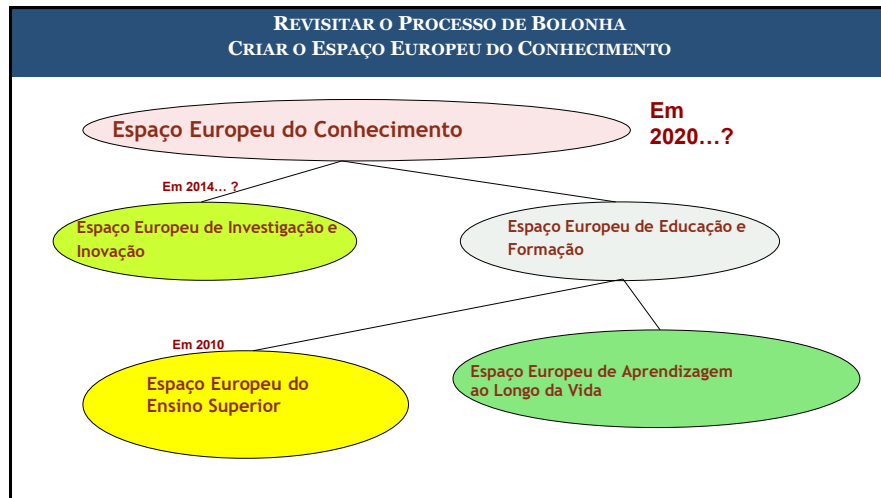 REVISITAR O PROCESSO DE BOLONHA
CRIAR O ESPAÇO EUROPEU DO CONHECIMENTO
Espaço Europeu do Conhecimento
Em
2020…?
Em 2014… ?
Espaço Europeu de Investigação e
Inovação
Espaço Europeu de Educação e
Formação
Em 2010
Espaço Europeu do
Ensino Superior
Espaço Europeu de Aprendizagem
ao Longo da Vida